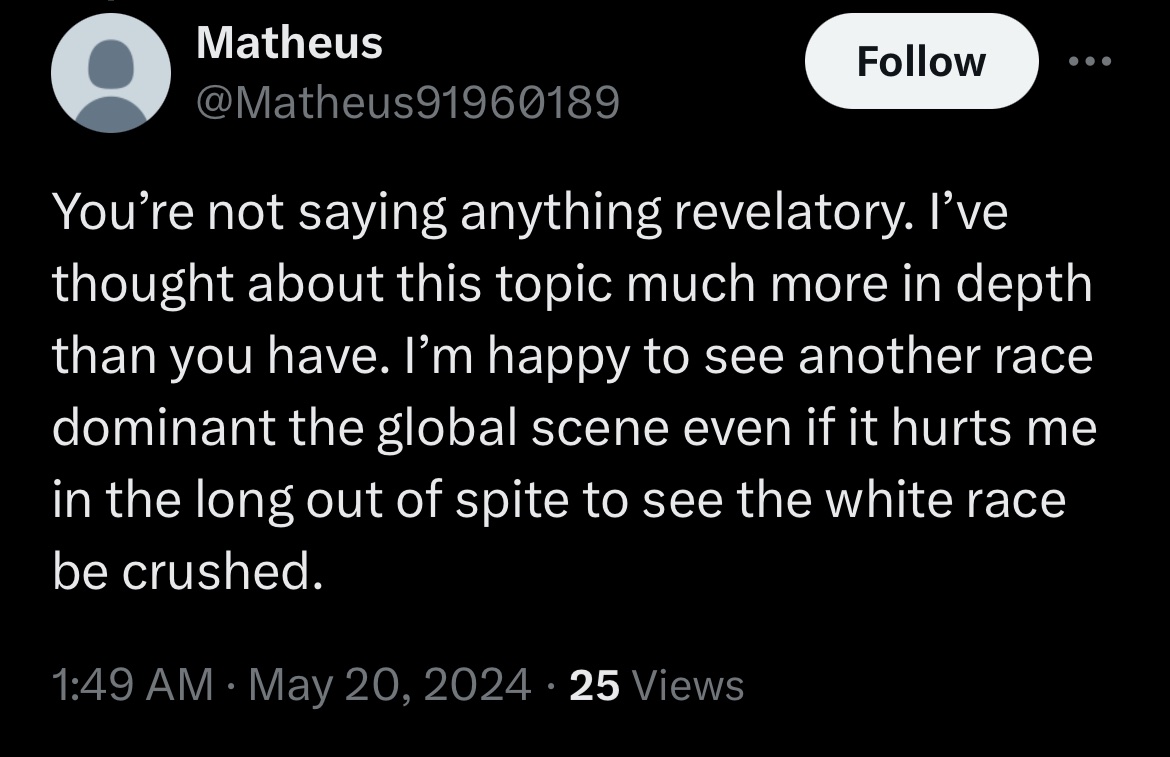 Matheus
Follow
@Matheus91960189
You’re not saying anything revelatory. I’ve
thought about this topic much more in depth
than you have. I’m happy to see another race
dominant the global scene even if it hurts me
in the long out of spite to see the white race
be crushed.
1:49 AM · May 20, 2024 · 25 Views